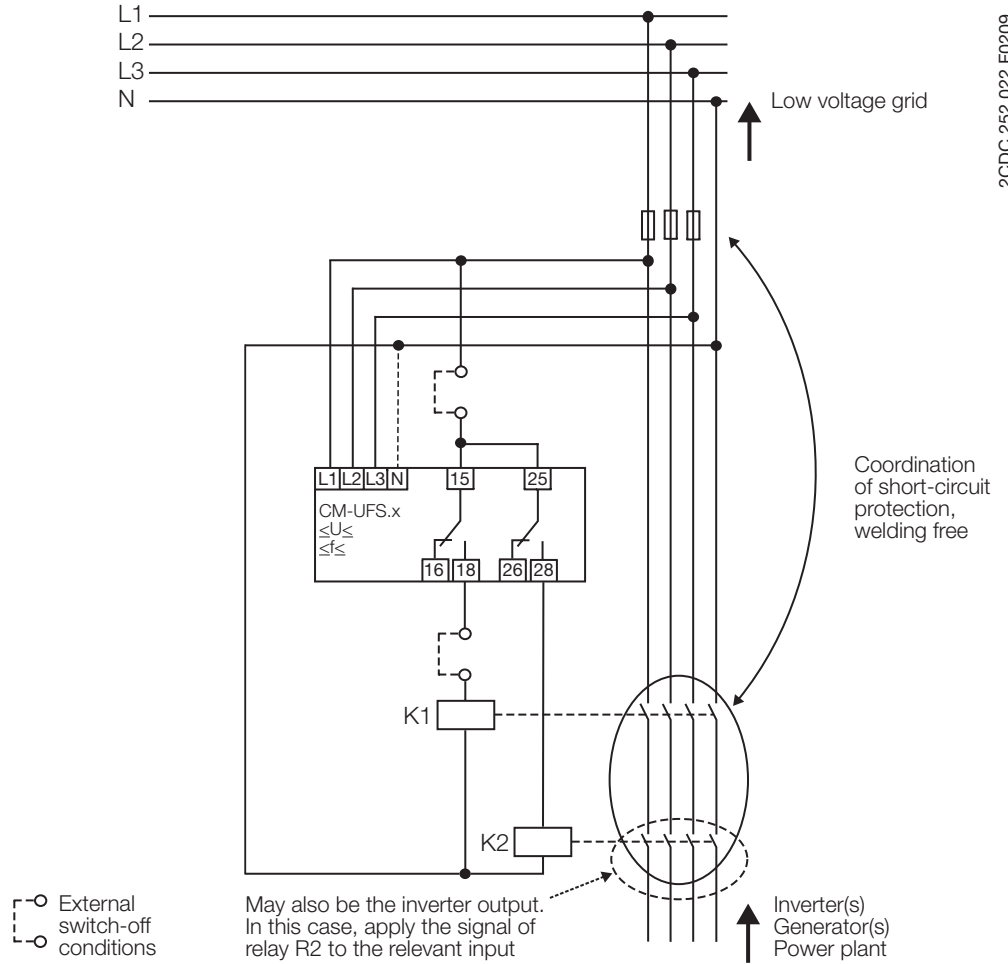 L1
L2
L3
N
Low voltage grid
2CDC 252 022 F0209
Coordination
of short-circuit
protection,
welding free
L1 L2 L3 N 15 25
CM-UFS.x
≤U≤
≤f≤
16 18 26 28
K1
K2
External
switch-off
conditions
May also be the inverter output.
In this case, apply the signal of
relay R2 to the relevant input
Inverter(s)
Generator(s)
Power plant